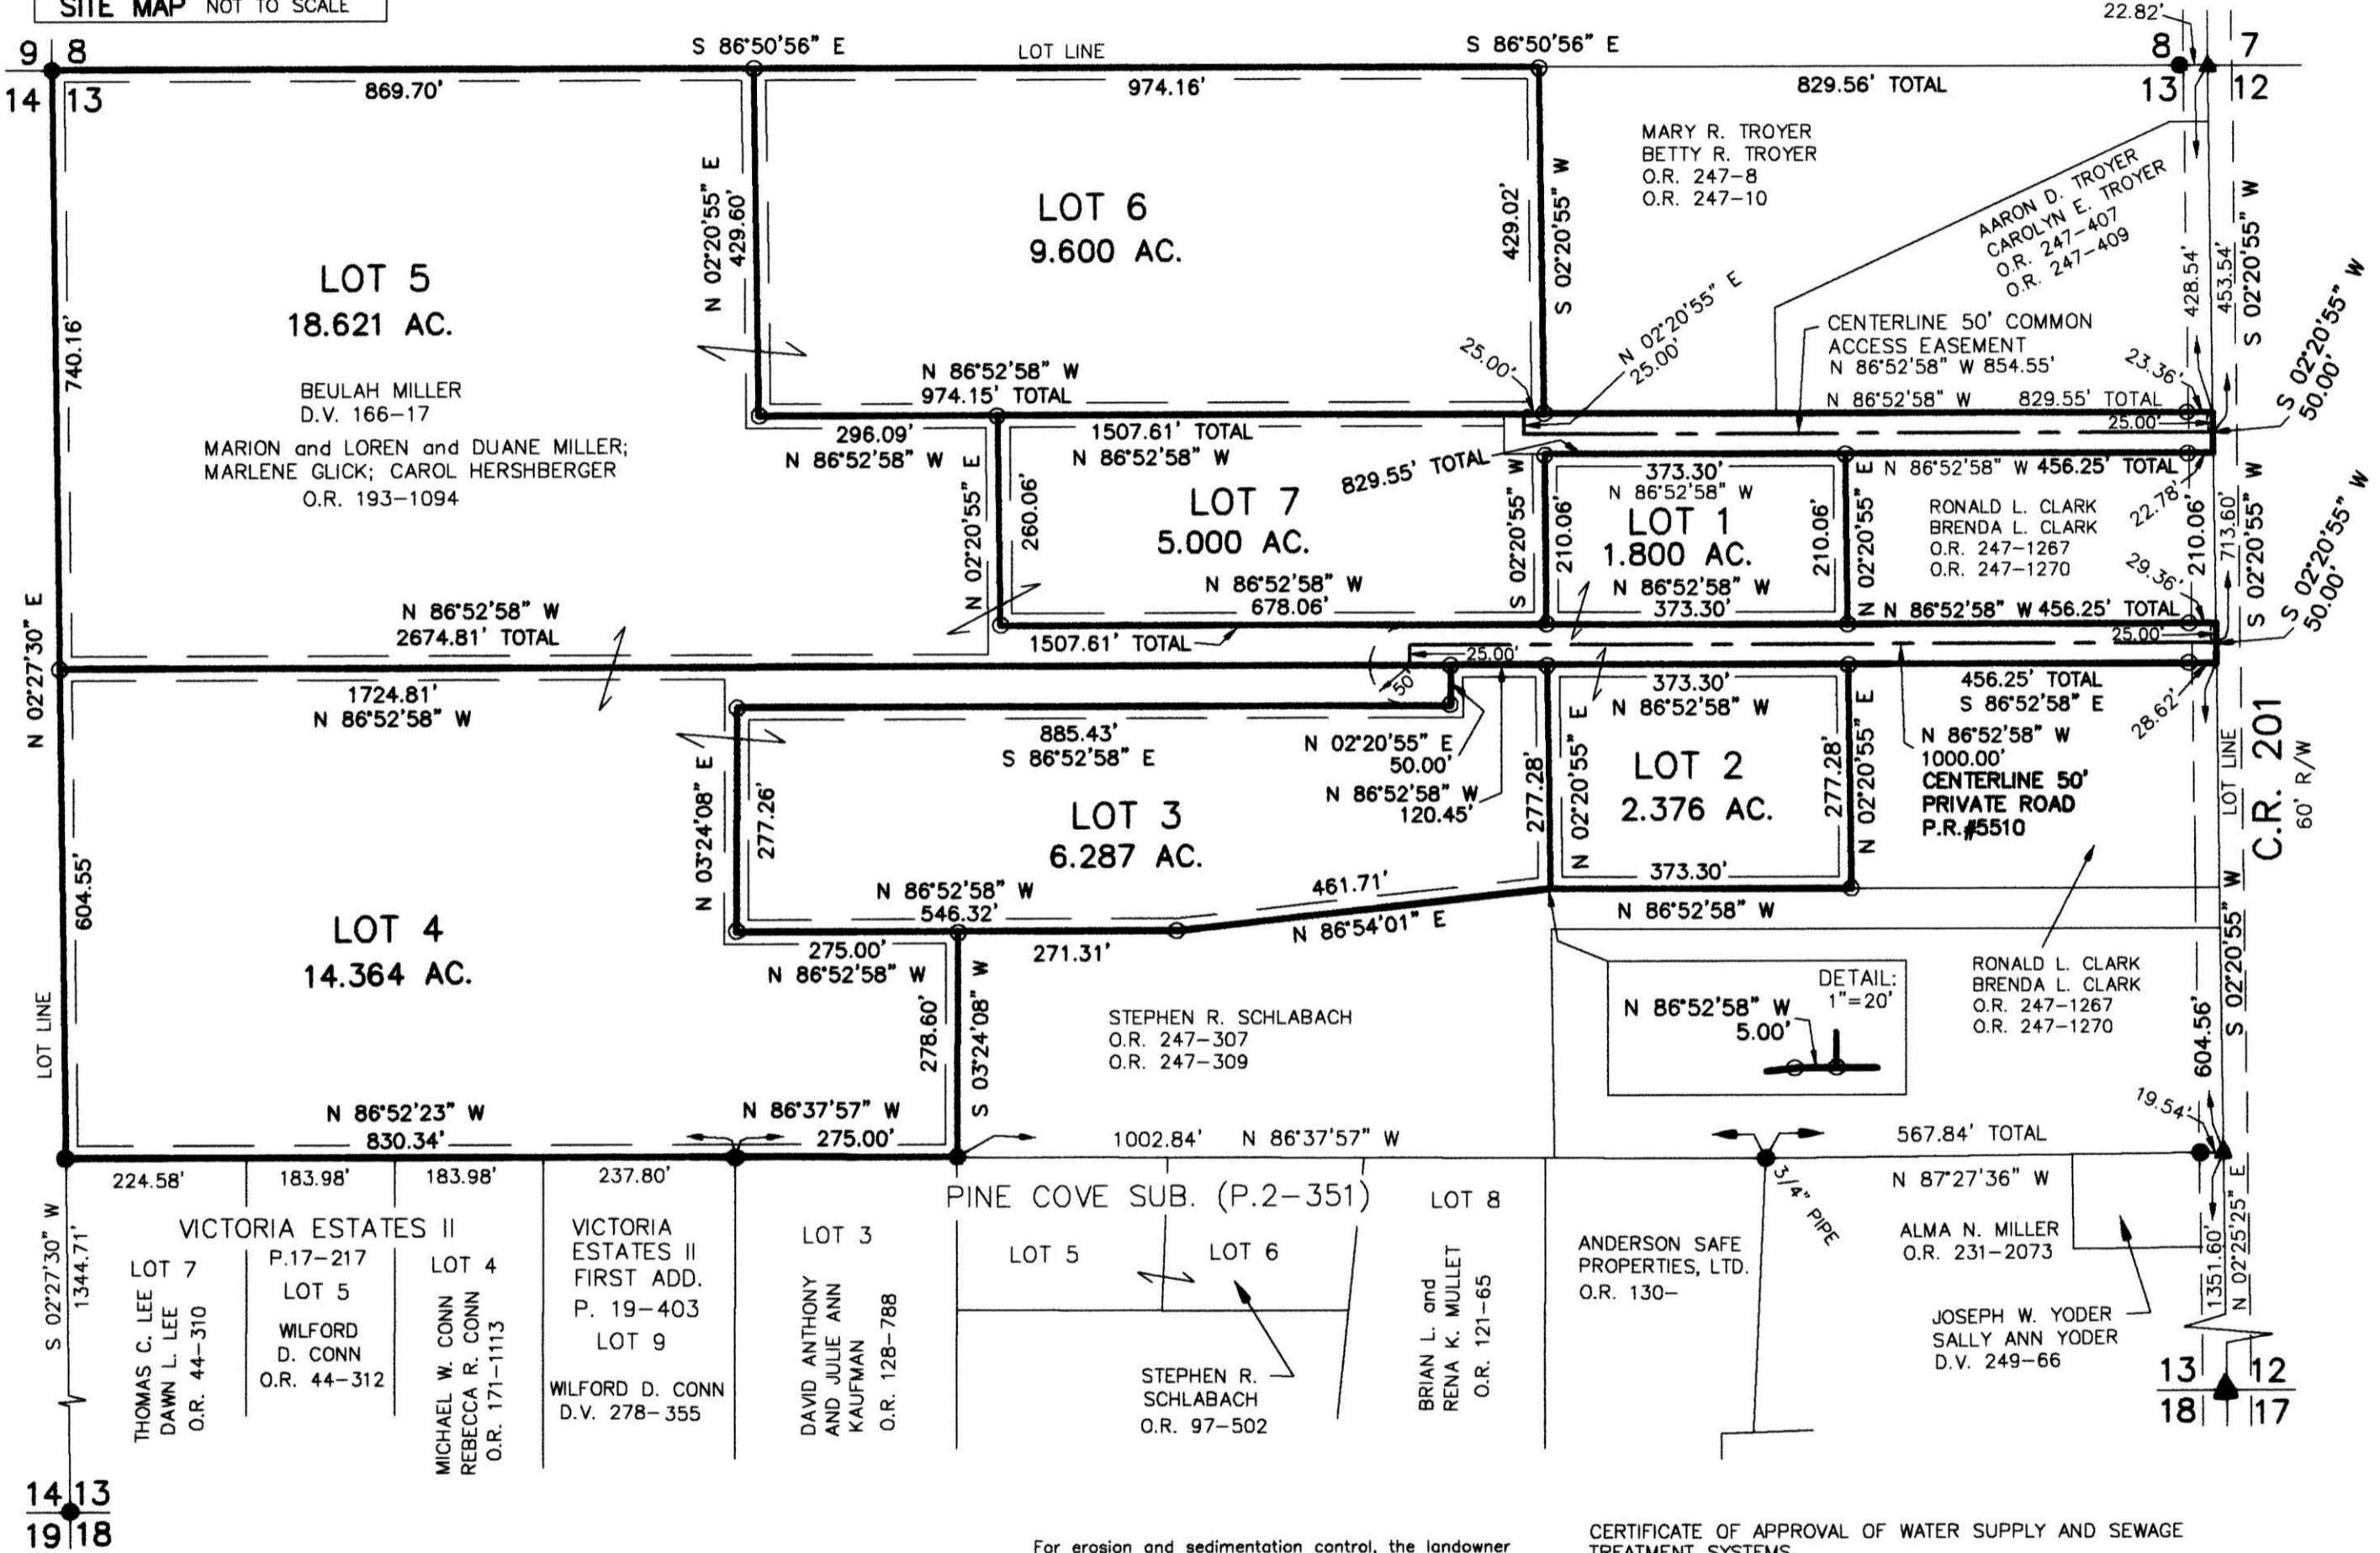 SITE MAP NOT TO SCALE
9 8
14 13
S 86°50'56" E
LOT LINE
S 86°50'56" E
22.82'
8 7
13 12
869.70'
974.16'
829.56' TOTAL
MARY R. TROYER
BETTY R. TROYER
O.R. 247-8
O.R. 247-10
AARON D. TROYER
CAROLYN E. TROYER
O.R. 247-407
O.R. 247-409
428.54'
453.54'
S 02°20'55" W
S 02°20'55" W
50.00'
N 02°20'55" E
429.60'
LOT 6
9.600 AC.
429.02'
S 02°20'55" W
LOT 5
18.621 AC.
740.16'
BEULAH MILLER
D.V. 166-17
MARION and LOREN and DUANE MILLER;
MARLENE GLICK; CAROL HERSHBERGER
O.R. 193-1094
N 86°52'58" W
974.15' TOTAL
25.00'
N 02°20'55" E
25.00'
CENTERLINE 50' COMMON
ACCESS EASEMENT
N 86°52'58" W 854.55'
23.36'
N 86°52'58" W 829.55' TOTAL
25.00'
296.09'
N 86°52'58" W
1507.61' TOTAL
N 86°52'58" W
829.55' TOTAL
373.30'
N 86°52'58" W
N 86°52'58" W 456.25' TOTAL
22.78'
N 02°20'55" E
260.06'
LOT 7
5.000 AC.
N 86°52'58" W
678.06'
S 02°20'55" W
210.06'
LOT 1
1.800 AC.
N 86°52'58" W
373.30'
210.06'
N 02°20'55" E
RONALD L. CLARK
BRENDA L. CLARK
O.R. 247-1267
O.R. 247-1270
29.36'
210.06'
713.60'
S 02°20'55" W
S 02°20'55" W
50.00'
N 86°52'58" W 456.25' TOTAL
25.00'
N 86°52'58" W
2674.81' TOTAL
1507.61' TOTAL
25.00'
50'
N 02°27'30" E
1724.81'
N 86°52'58" W
373.30'
N 86°52'58" W
456.25' TOTAL
S 86°52'58" E
28.62'
885.43'
S 86°52'58" E
N 02°20'55" E
50.00'
N 86°52'58" W
120.45'
N 86°52'58" W
1000.00'
CENTERLINE 50'
PRIVATE ROAD
P.R.#5510
LOT LINE
C.R. 201
60' R/W
N 03°24'08" E
277.26'
LOT 3
6.287 AC.
277.28'
N 02°20'55" E
LOT 2
2.376 AC.
277.28'
N 02°20'55" E
373.30'
N 86°52'58" W
N 86°52'58" W
546.32'
461.71'
N 86°54'01" E
604.55'
LOT 4
14.364 AC.
275.00'
N 86°52'58" W
271.31'
278.60'
S 03°24'08" W
STEPHEN R. SCHLABACH
O.R. 247-307
O.R. 247-309
DETAIL:
1"=20'
N 86°52'58" W
5.00'
RONALD L. CLARK
BRENDA L. CLARK
O.R. 247-1267
O.R. 247-1270
S 02°20'55" W
604.56'
LOT LINE
N 86°52'23" W
830.34'
N 86°37'57" W
275.00'
1002.84' N 86°37'57" W
19.54'
567.84' TOTAL
N 87°27'36" W
3/4" PIPE
224.58'
183.98'
183.98'
237.80'
S 02°27'30" W
1344.71'
VICTORIA ESTATES II
P.17-217
LOT 7
THOMAS C. LEE
DAWN L. LEE
O.R. 44-310
LOT 5
WILFORD
D. CONN
O.R. 44-312
LOT 4
MICHAEL W. CONN
REBECCA R. CONN
O.R. 171-1113
VICTORIA
ESTATES II
FIRST ADD.
P. 19-403
LOT 9
WILFORD D. CONN
D.V. 278-355
PINE COVE SUB. (P.2-351)
LOT 3
DAVID ANTHONY
AND JULIE ANN
KAUFMAN
O.R. 128-788
LOT 5
LOT 6
STEPHEN R.
SCHLABACH
O.R. 97-502
LOT 8
BRIAN L. and
RENA K. MULLET
O.R. 121-65
ANDERSON SAFE
PROPERTIES, LTD.
O.R. 130-
ALMA N. MILLER
O.R. 231-2073
JOSEPH W. YODER
SALLY ANN YODER
D.V. 249-66
1351.60'
N 02°25'25" E
13 12
18 17
14 13
19 18
For erosion and sedimentation control, the landowner
CERTIFICATE OF APPROVAL OF WATER SUPPLY AND SEWAGE
TREATMENT SYSTEMS